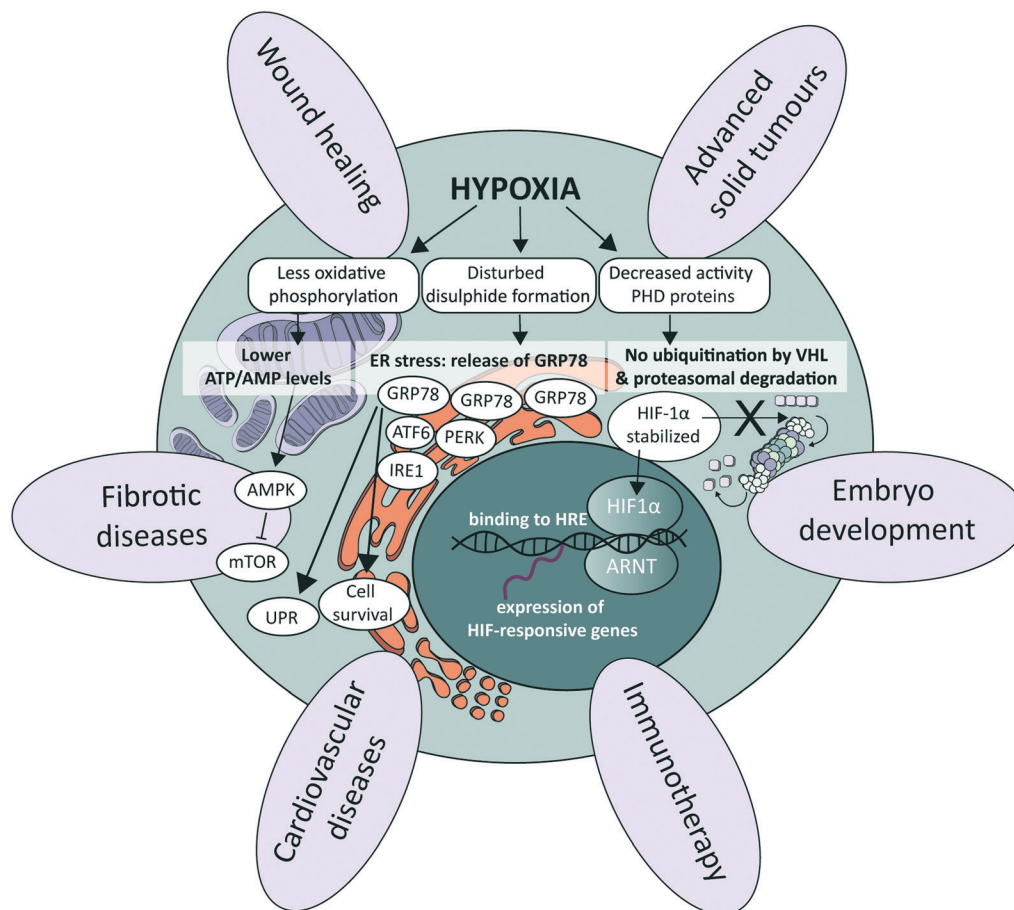 Wound healing
Advanced
solid tumours
HYPOXIA
Less oxidative
phosphorylation
Disturbed
disulphide formation
Decreased activity
PHD proteins
Lower
ATP/AMP levels
ER stress: release of GRP78
No ubiquitination by VHL
& proteasomal degradation
GRP78
GRP78
GRP78
ATF6
PERK
IRE1
HIF-1α
stabilized
X
Fibrotic
diseases
AMPK
mTOR
UPR
Cell
survival
HIF1α
binding to HRE
ARNT
expression of
HIF-responsive genes
Embryo
development
Cardiovascular
diseases
Immunotherapy